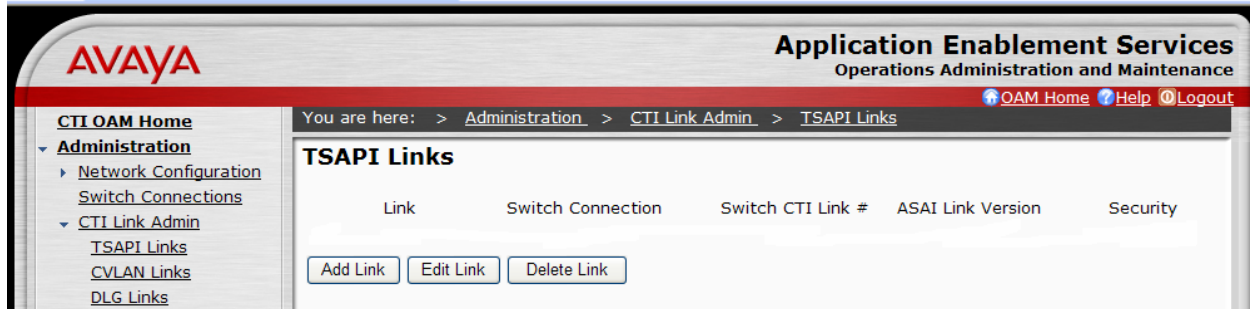 AVAYA
Application Enablement Services
Operations Administration and Maintenance
OAM Home Help Logout
CTI OAM Home
You are here: > Administration > CTI Link Admin > TSAPI Links
Administration
Network Configuration
Switch Connections
CTI Link Admin
TSAPI Links
CVLAN Links
DLG Links
TSAPI Links
Link Switch Connection Switch CTI Link # ASAI Link Version Security
Add Link Edit Link Delete Link